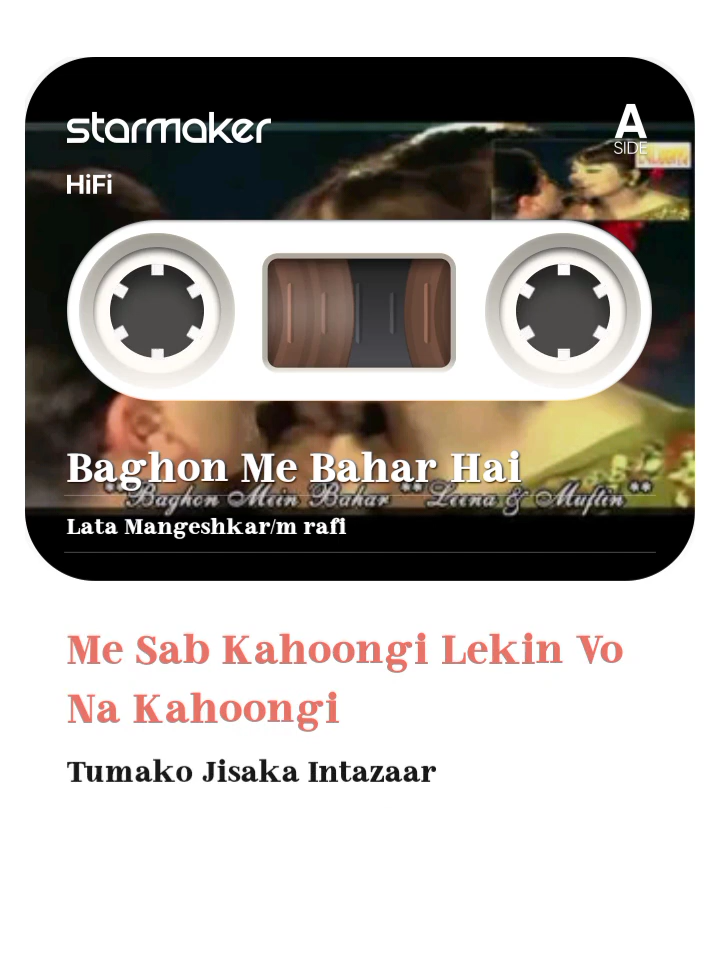 starmaker
A
SIDE
HiFi
Baghon Me Bahar Hai
**Baghon Mein Bahar ** Leena & Muflin**
Lata Mangeshkar/m rafi
Me Sab Kahoongi Lekin Vo
Na Kahoongi
Tumako Jisaka Intazaar